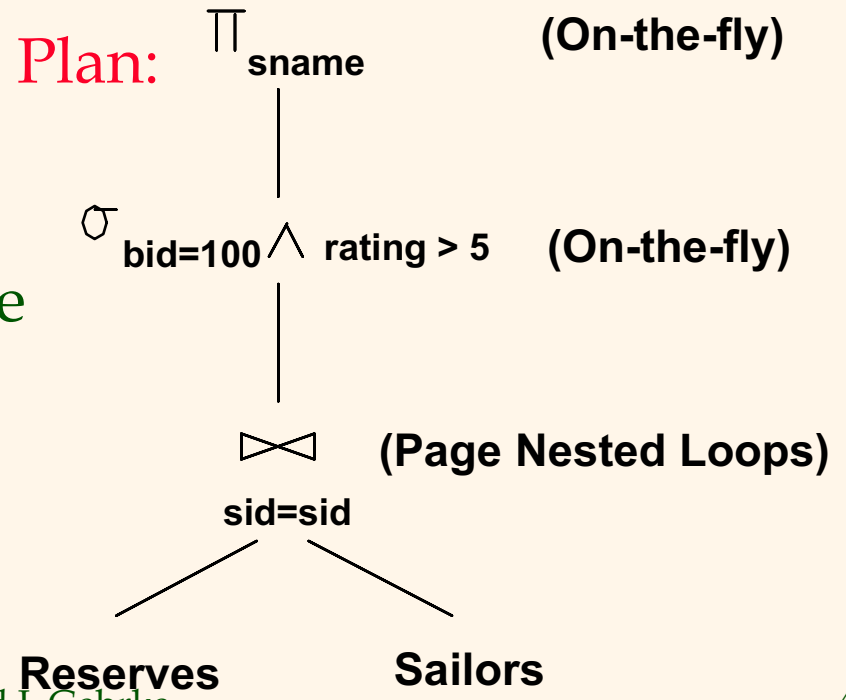 Plan:
π sname (On-the-fly)
σ bid=100 ∧ rating > 5 (On-the-fly)
e
⋈ (Page Nested Loops)
sid=sid
Reserves Sailors